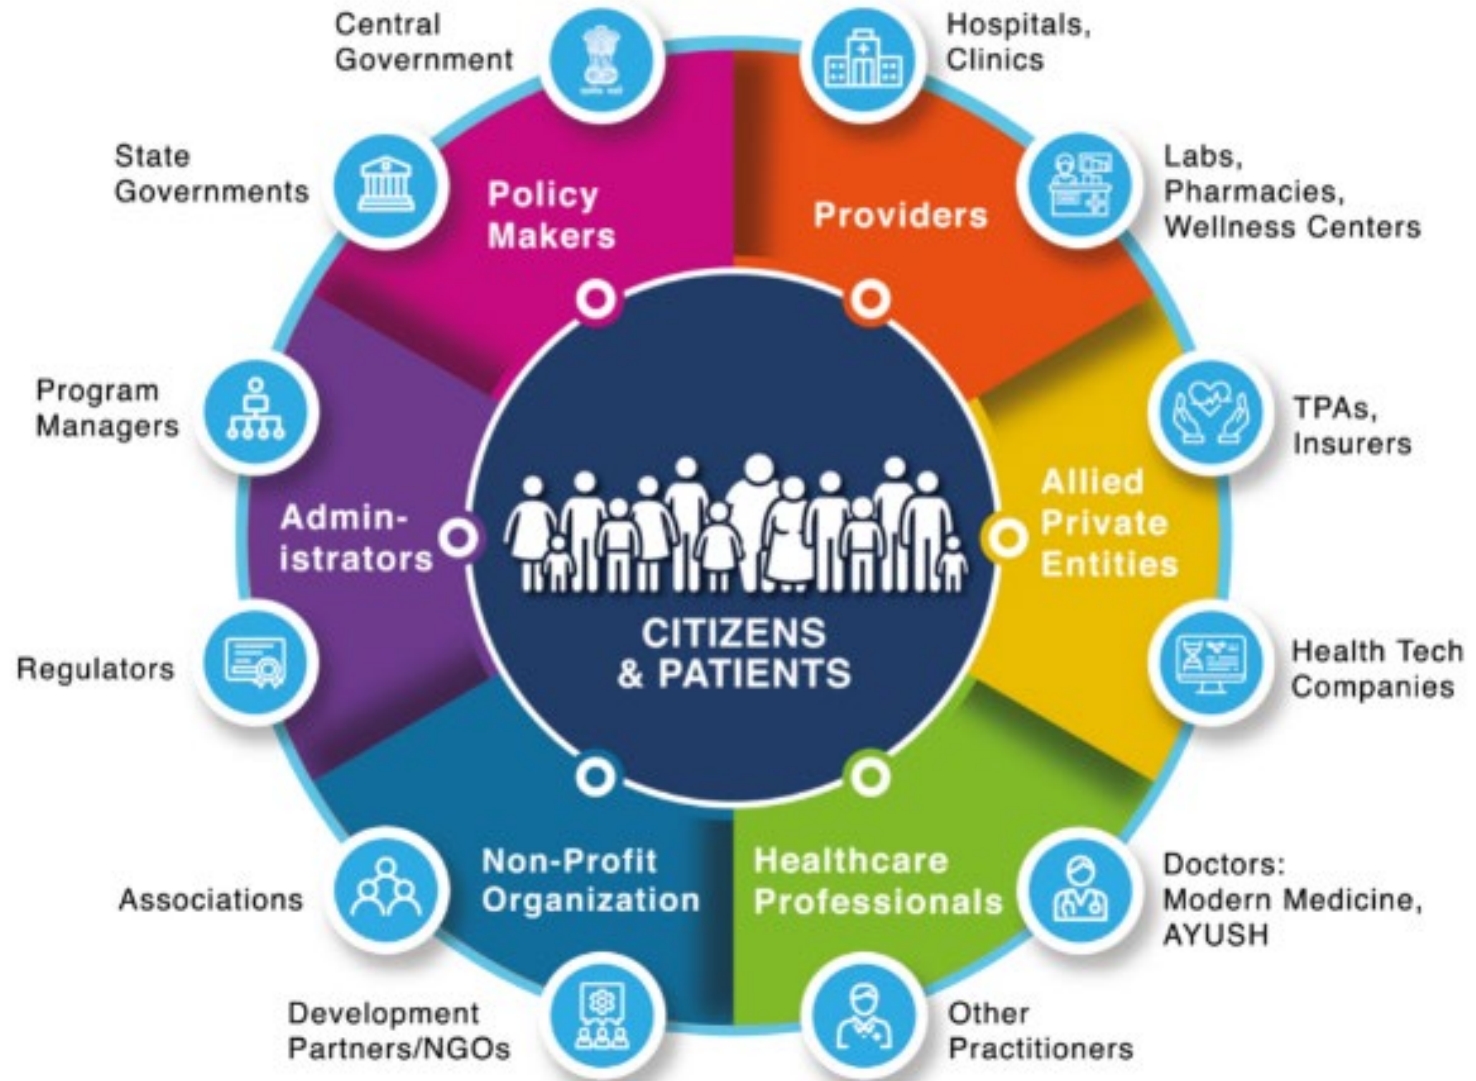 Central
Government
Hospitals,
Clinics
State
Governments
Labs,
Pharmacies,
Wellness Centers
Policy
Makers
Providers
Program
Managers
TPAs,
Insurers
Admin-
istrators
Allied
Private
Entities
CITIZENS
& PATIENTS
Regulators
Health Tech
Companies
Non-Profit
Organization
Healthcare
Professionals
Associations
Doctors:
Modern Medicine,
AYUSH
Development
Partners/NGOs
Other
Practitioners